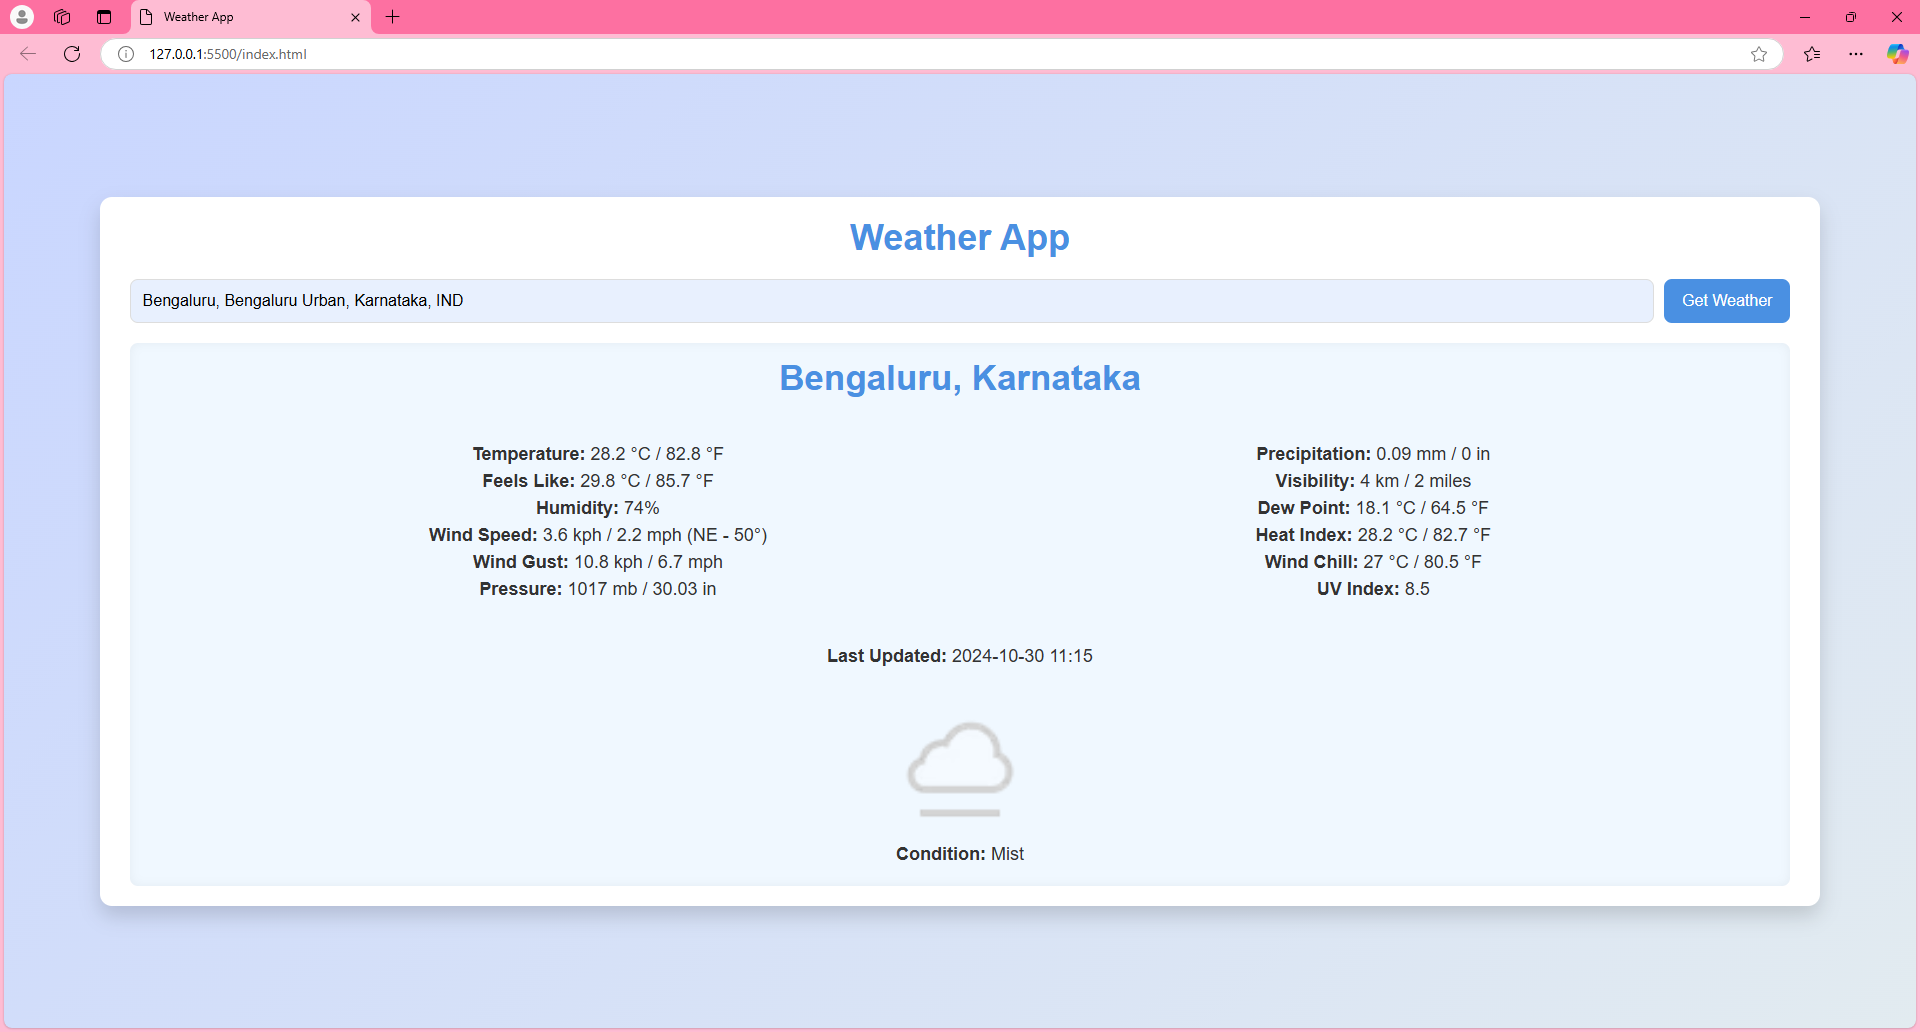 Weather App
127.0.0.1:5500/index.html
Weather App
Bengaluru, Bengaluru Urban, Karnataka, IND
Get Weather
Bengaluru, Karnataka
Temperature: 28.2 °C / 82.8 °F
Feels Like: 29.8 °C / 85.7 °F
Humidity: 74%
Wind Speed: 3.6 kph / 2.2 mph (NE - 50°)
Wind Gust: 10.8 kph / 6.7 mph
Pressure: 1017 mb / 30.03 in
Precipitation: 0.09 mm / 0 in
Visibility: 4 km / 2 miles
Dew Point: 18.1 °C / 64.5 °F
Heat Index: 28.2 °C / 82.7 °F
Wind Chill: 27 °C / 80.5 °F
UV Index: 8.5
Last Updated: 2024-10-30 11:15
Condition: Mist